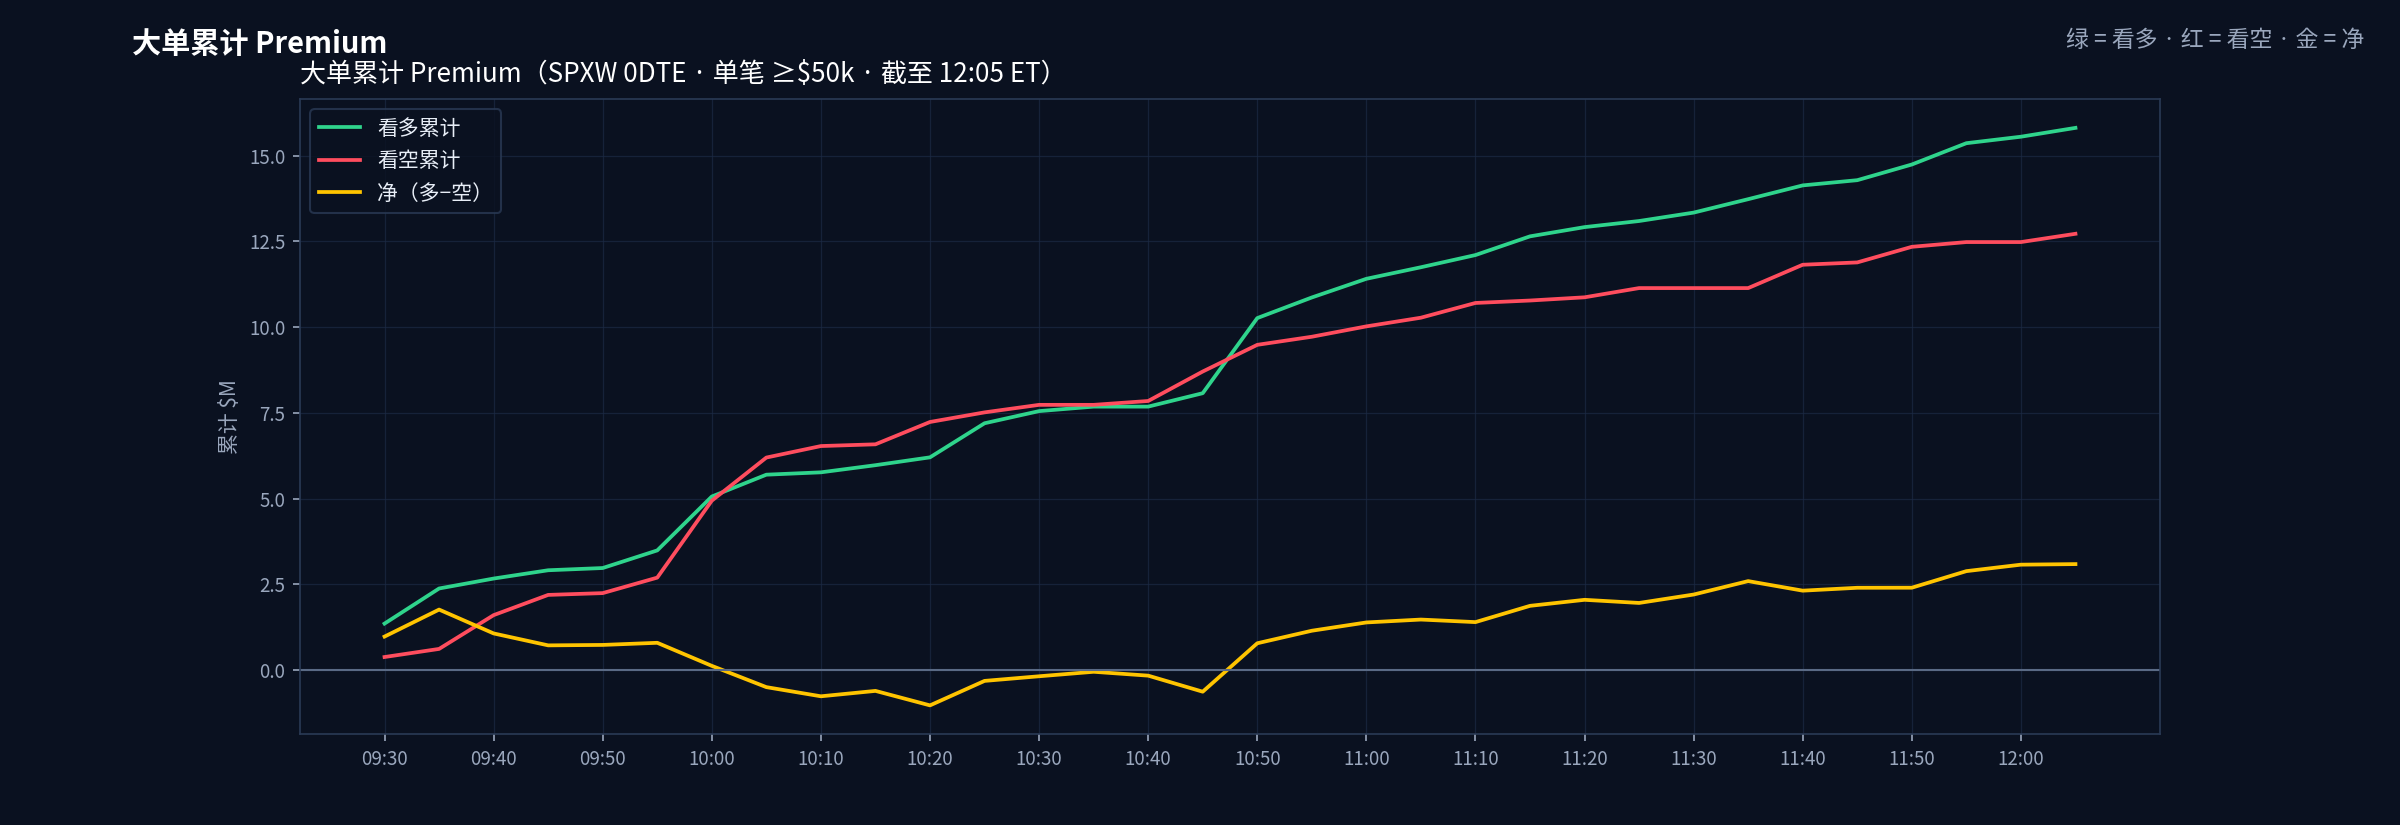 大单累计 Premium
绿 = 看多 · 红 = 看空 · 金 = 净
大单累计 Premium（SPXW 0DTE · 单笔 ≥$50k · 截至 12:05 ET）
看多累计
看空累计
净（多−空）
累计 $M
15.0
12.5
10.0
7.5
5.0
2.5
0.0
09:30 09:40 09:50 10:00 10:10 10:20 10:30 10:40 10:50 11:00 11:10 11:20 11:30 11:40 11:50 12:00